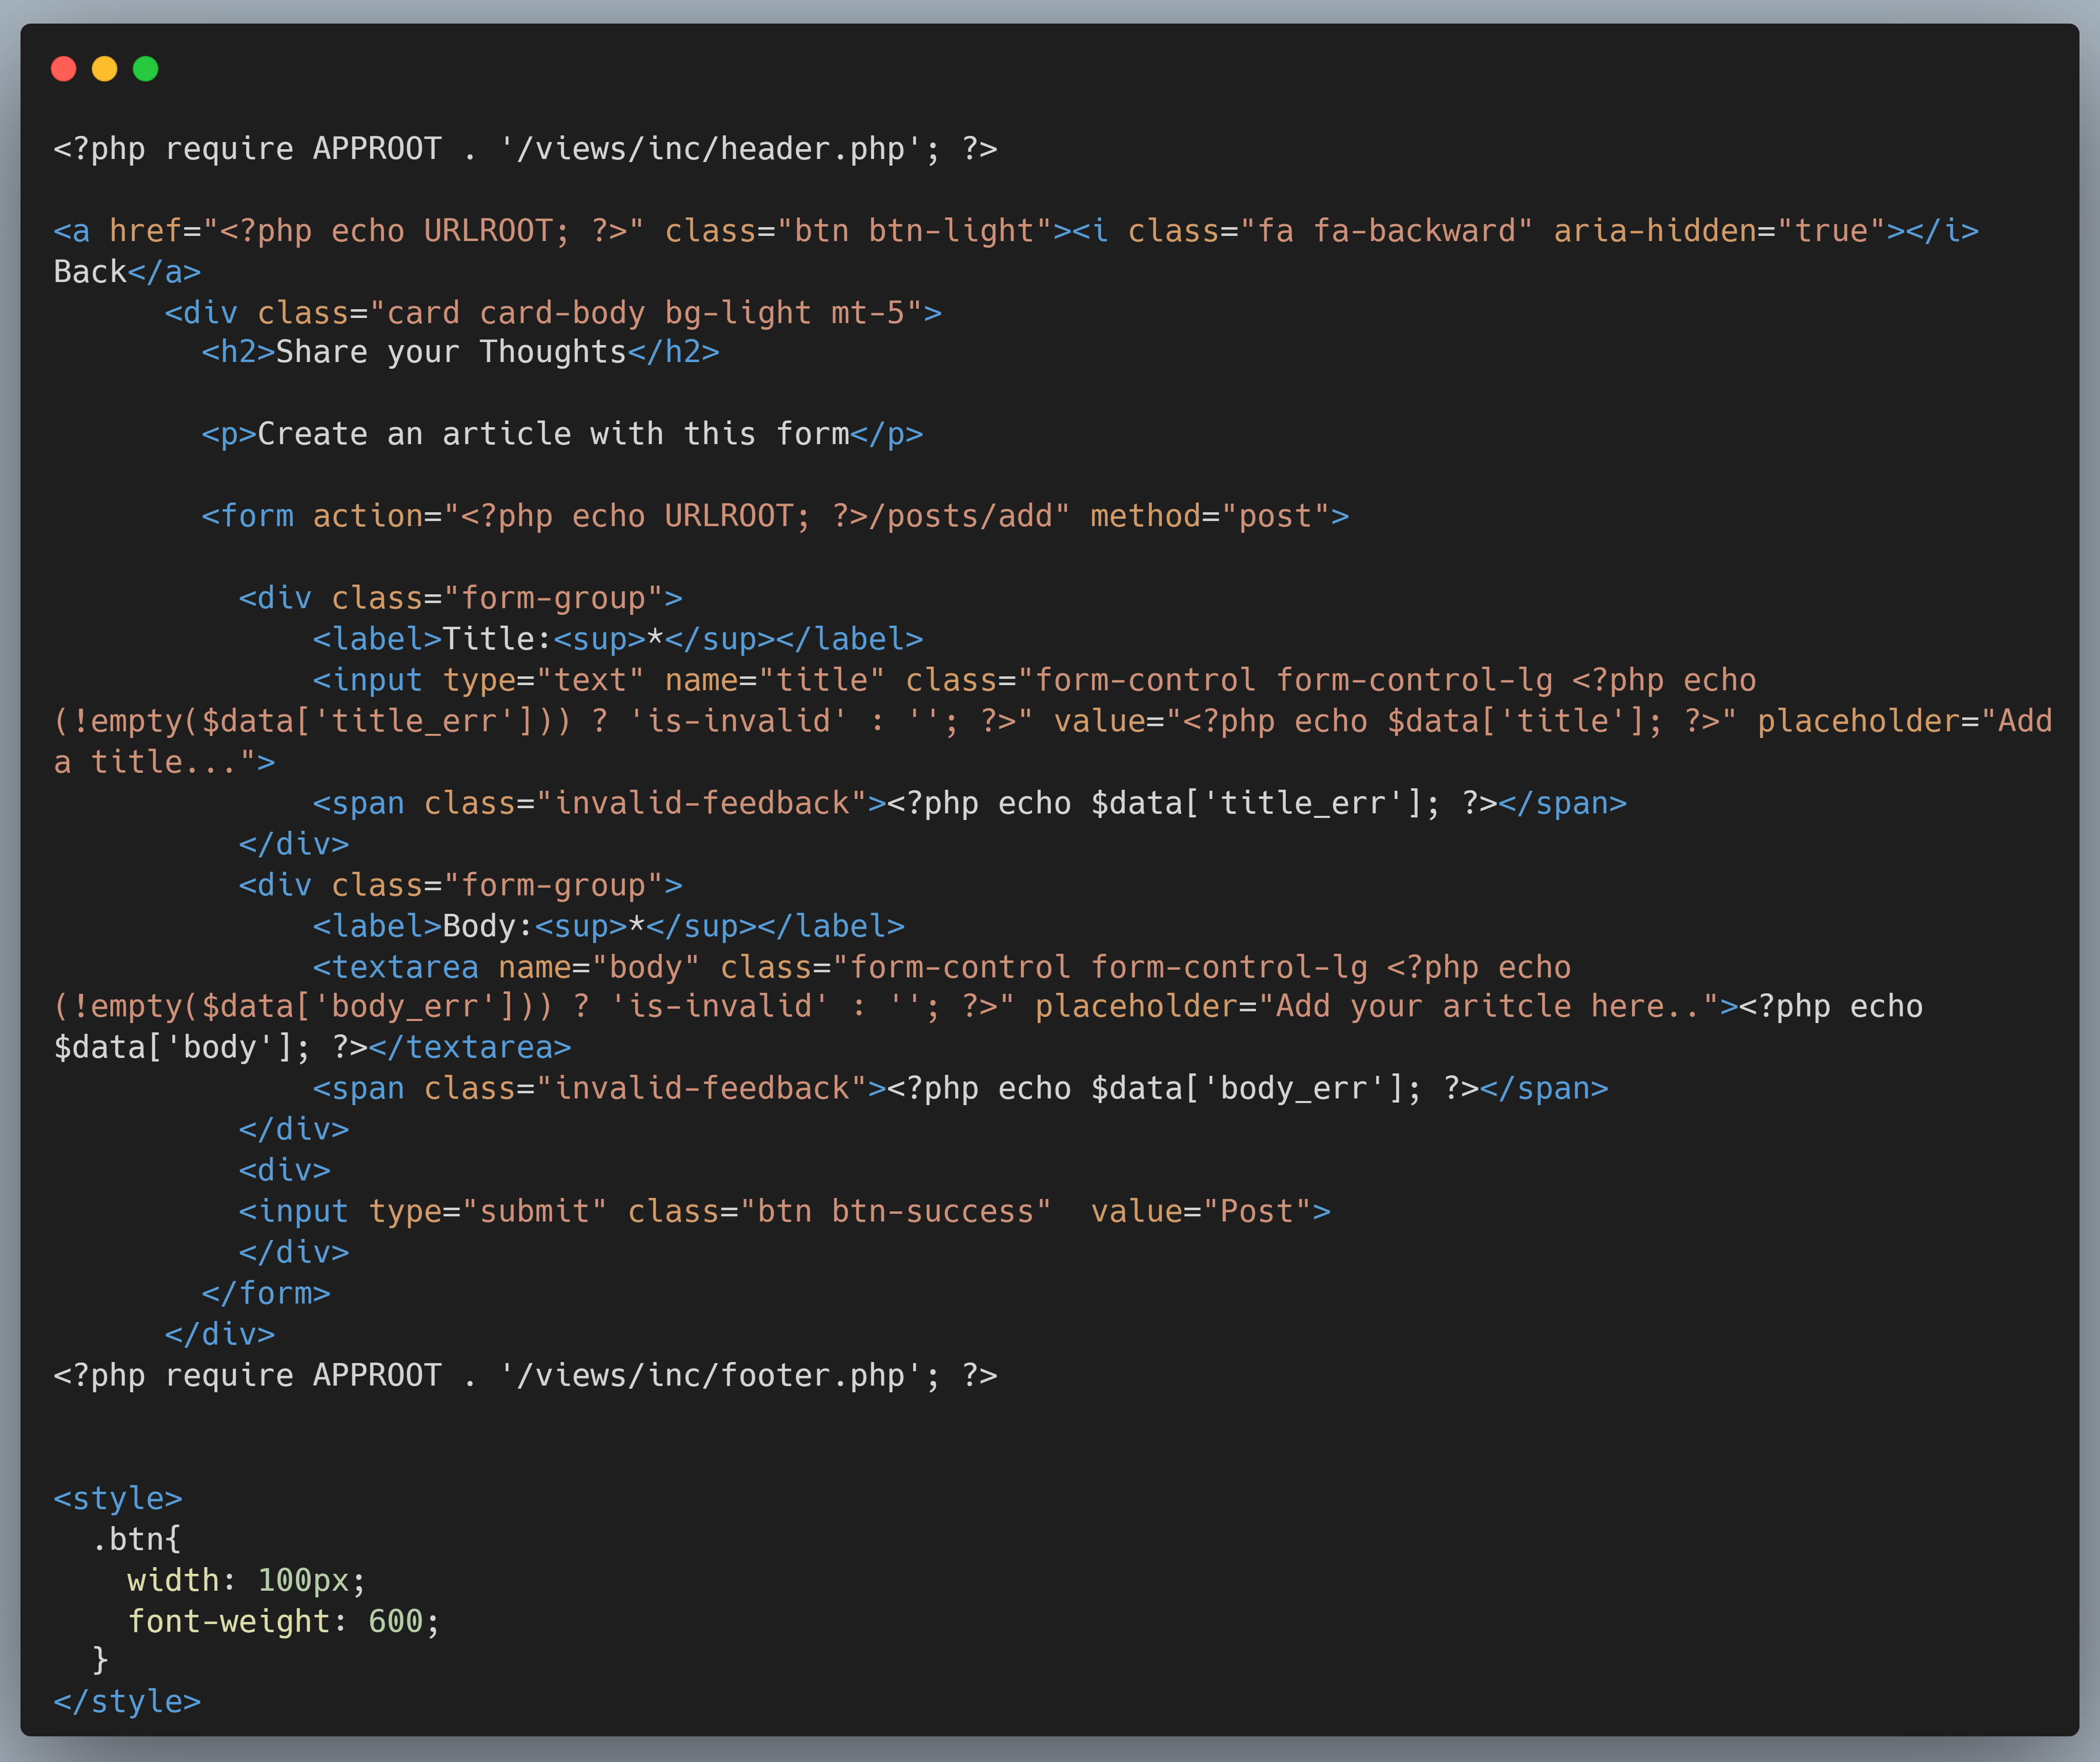 <?php require APPROOT . '/views/inc/header.php'; ?>

<a href="<?php echo URLROOT; ?>" class="btn btn-light"><i class="fa fa-backward" aria-hidden="true"></i>
Back</a>
      <div class="card card-body bg-light mt-5">
        <h2>Share your Thoughts</h2>

        <p>Create an article with this form</p>

        <form action="<?php echo URLROOT; ?>/posts/add" method="post">

          <div class="form-group">
              <label>Title:<sup>*</sup></label>
              <input type="text" name="title" class="form-control form-control-lg <?php echo
(!empty($data['title_err'])) ? 'is-invalid' : ''; ?>" value="<?php echo $data['title']; ?>" placeholder="Add
a title...">
              <span class="invalid-feedback"><?php echo $data['title_err']; ?></span>
          </div>
          <div class="form-group">
              <label>Body:<sup>*</sup></label>
              <textarea name="body" class="form-control form-control-lg <?php echo
(!empty($data['body_err'])) ? 'is-invalid' : ''; ?>" placeholder="Add your aritcle here.."><?php echo
$data['body']; ?></textarea>
              <span class="invalid-feedback"><?php echo $data['body_err']; ?></span>
          </div>
          <div>
          <input type="submit" class="btn btn-success"  value="Post">
          </div>
        </form>
      </div>
<?php require APPROOT . '/views/inc/footer.php'; ?>


<style>
  .btn{
    width: 100px;
    font-weight: 600;
  }
</style>